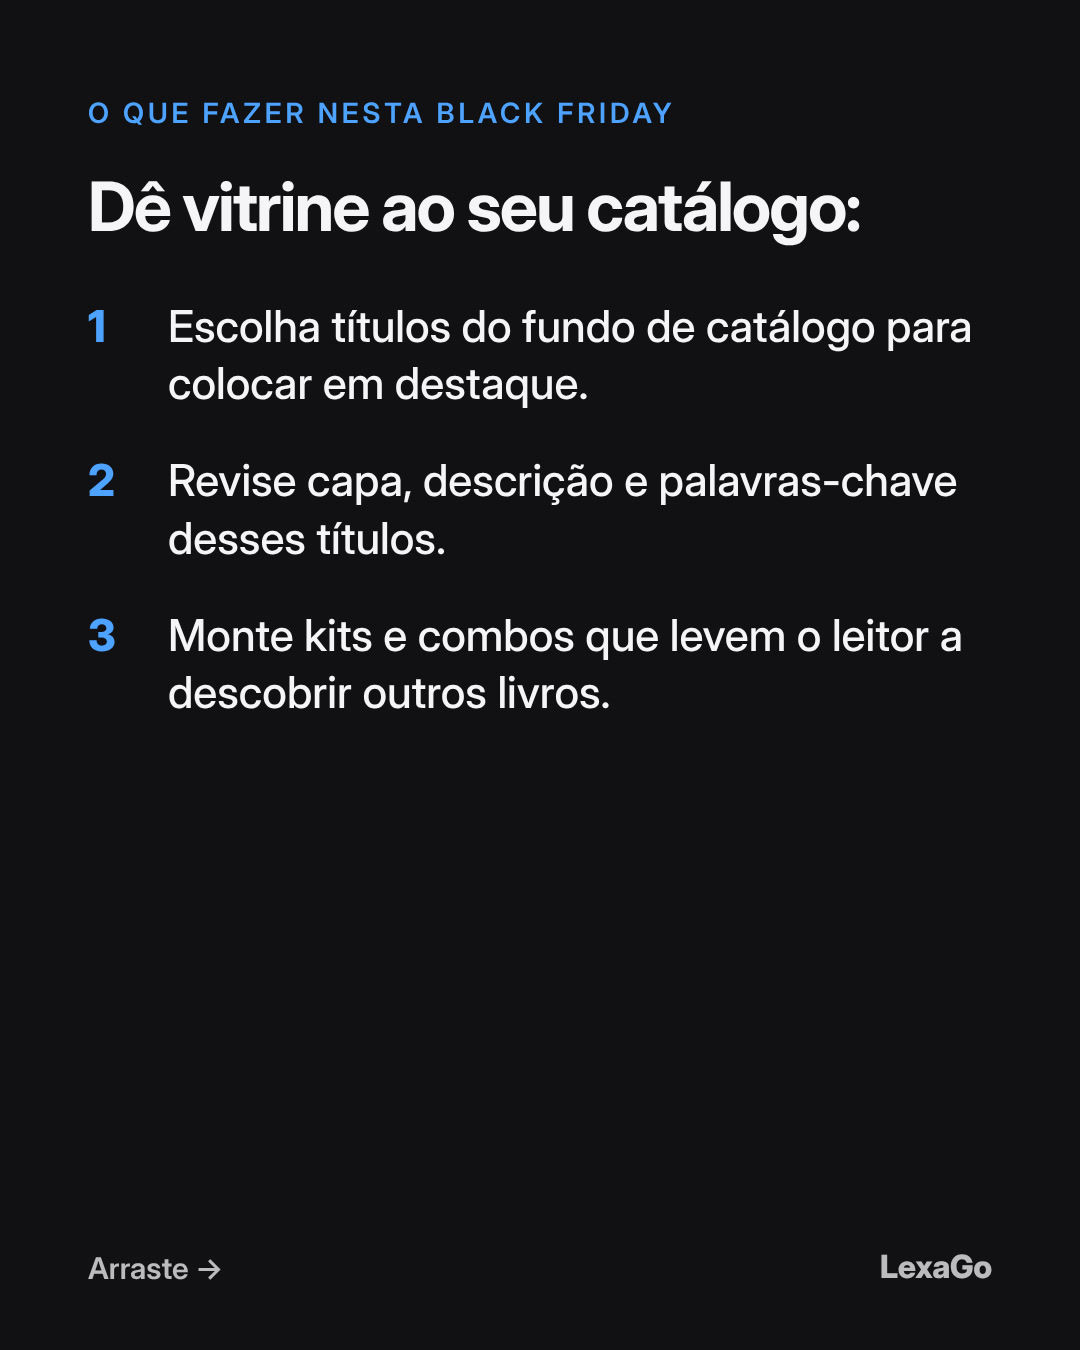 O QUE FAZER NESTA BLACK FRIDAY
Dê vitrine ao seu catálogo:
1 Escolha títulos do fundo de catálogo para
colocar em destaque.
2 Revise capa, descrição e palavras-chave
desses títulos.
3 Monte kits e combos que levem o leitor a
descobrir outros livros.
Arraste →
LexaGo